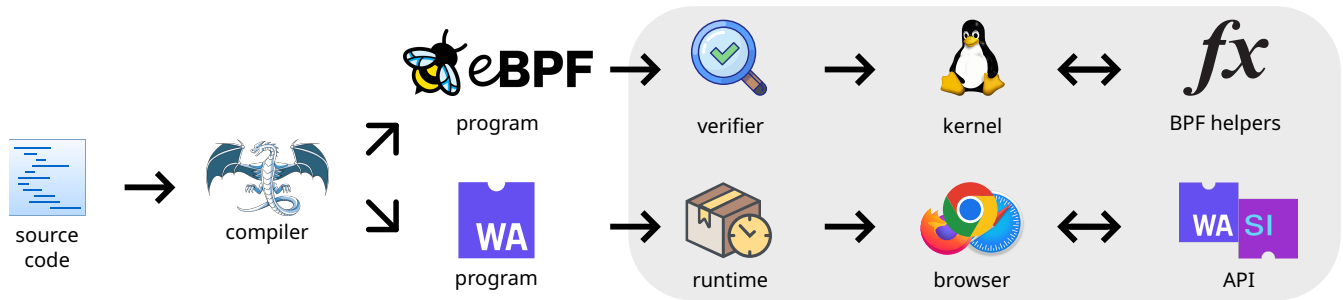 eBPF
program
verifier
kernel
fx
BPF helpers
source
code
compiler
WA
program
runtime
browser
WA SI
API